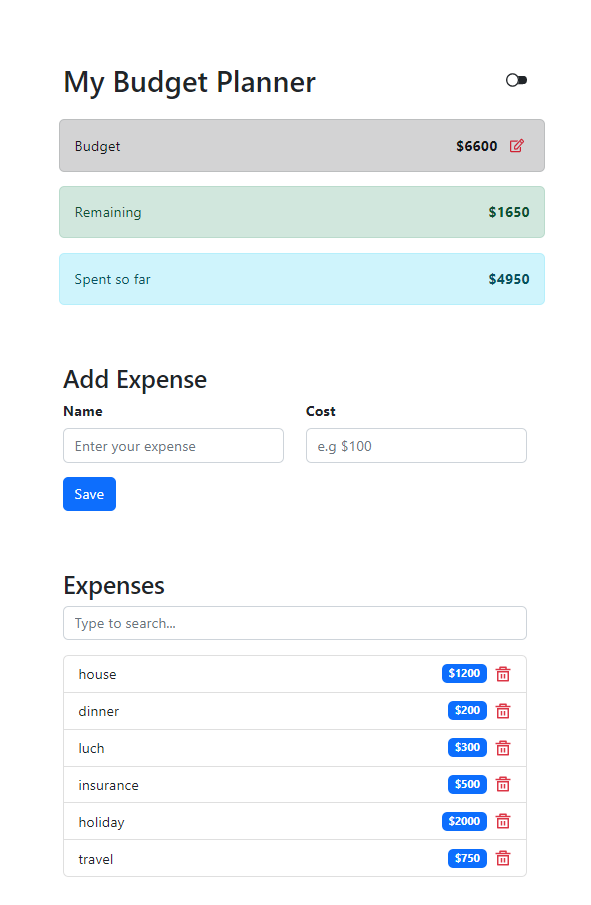 My Budget Planner
Budget $6600
Remaining $1650
Spent so far $4950
Add Expense
Name Cost
Enter your expense e.g $100
Save
Expenses
Type to search...
house $1200
dinner $200
luch $300
insurance $500
holiday $2000
travel $750